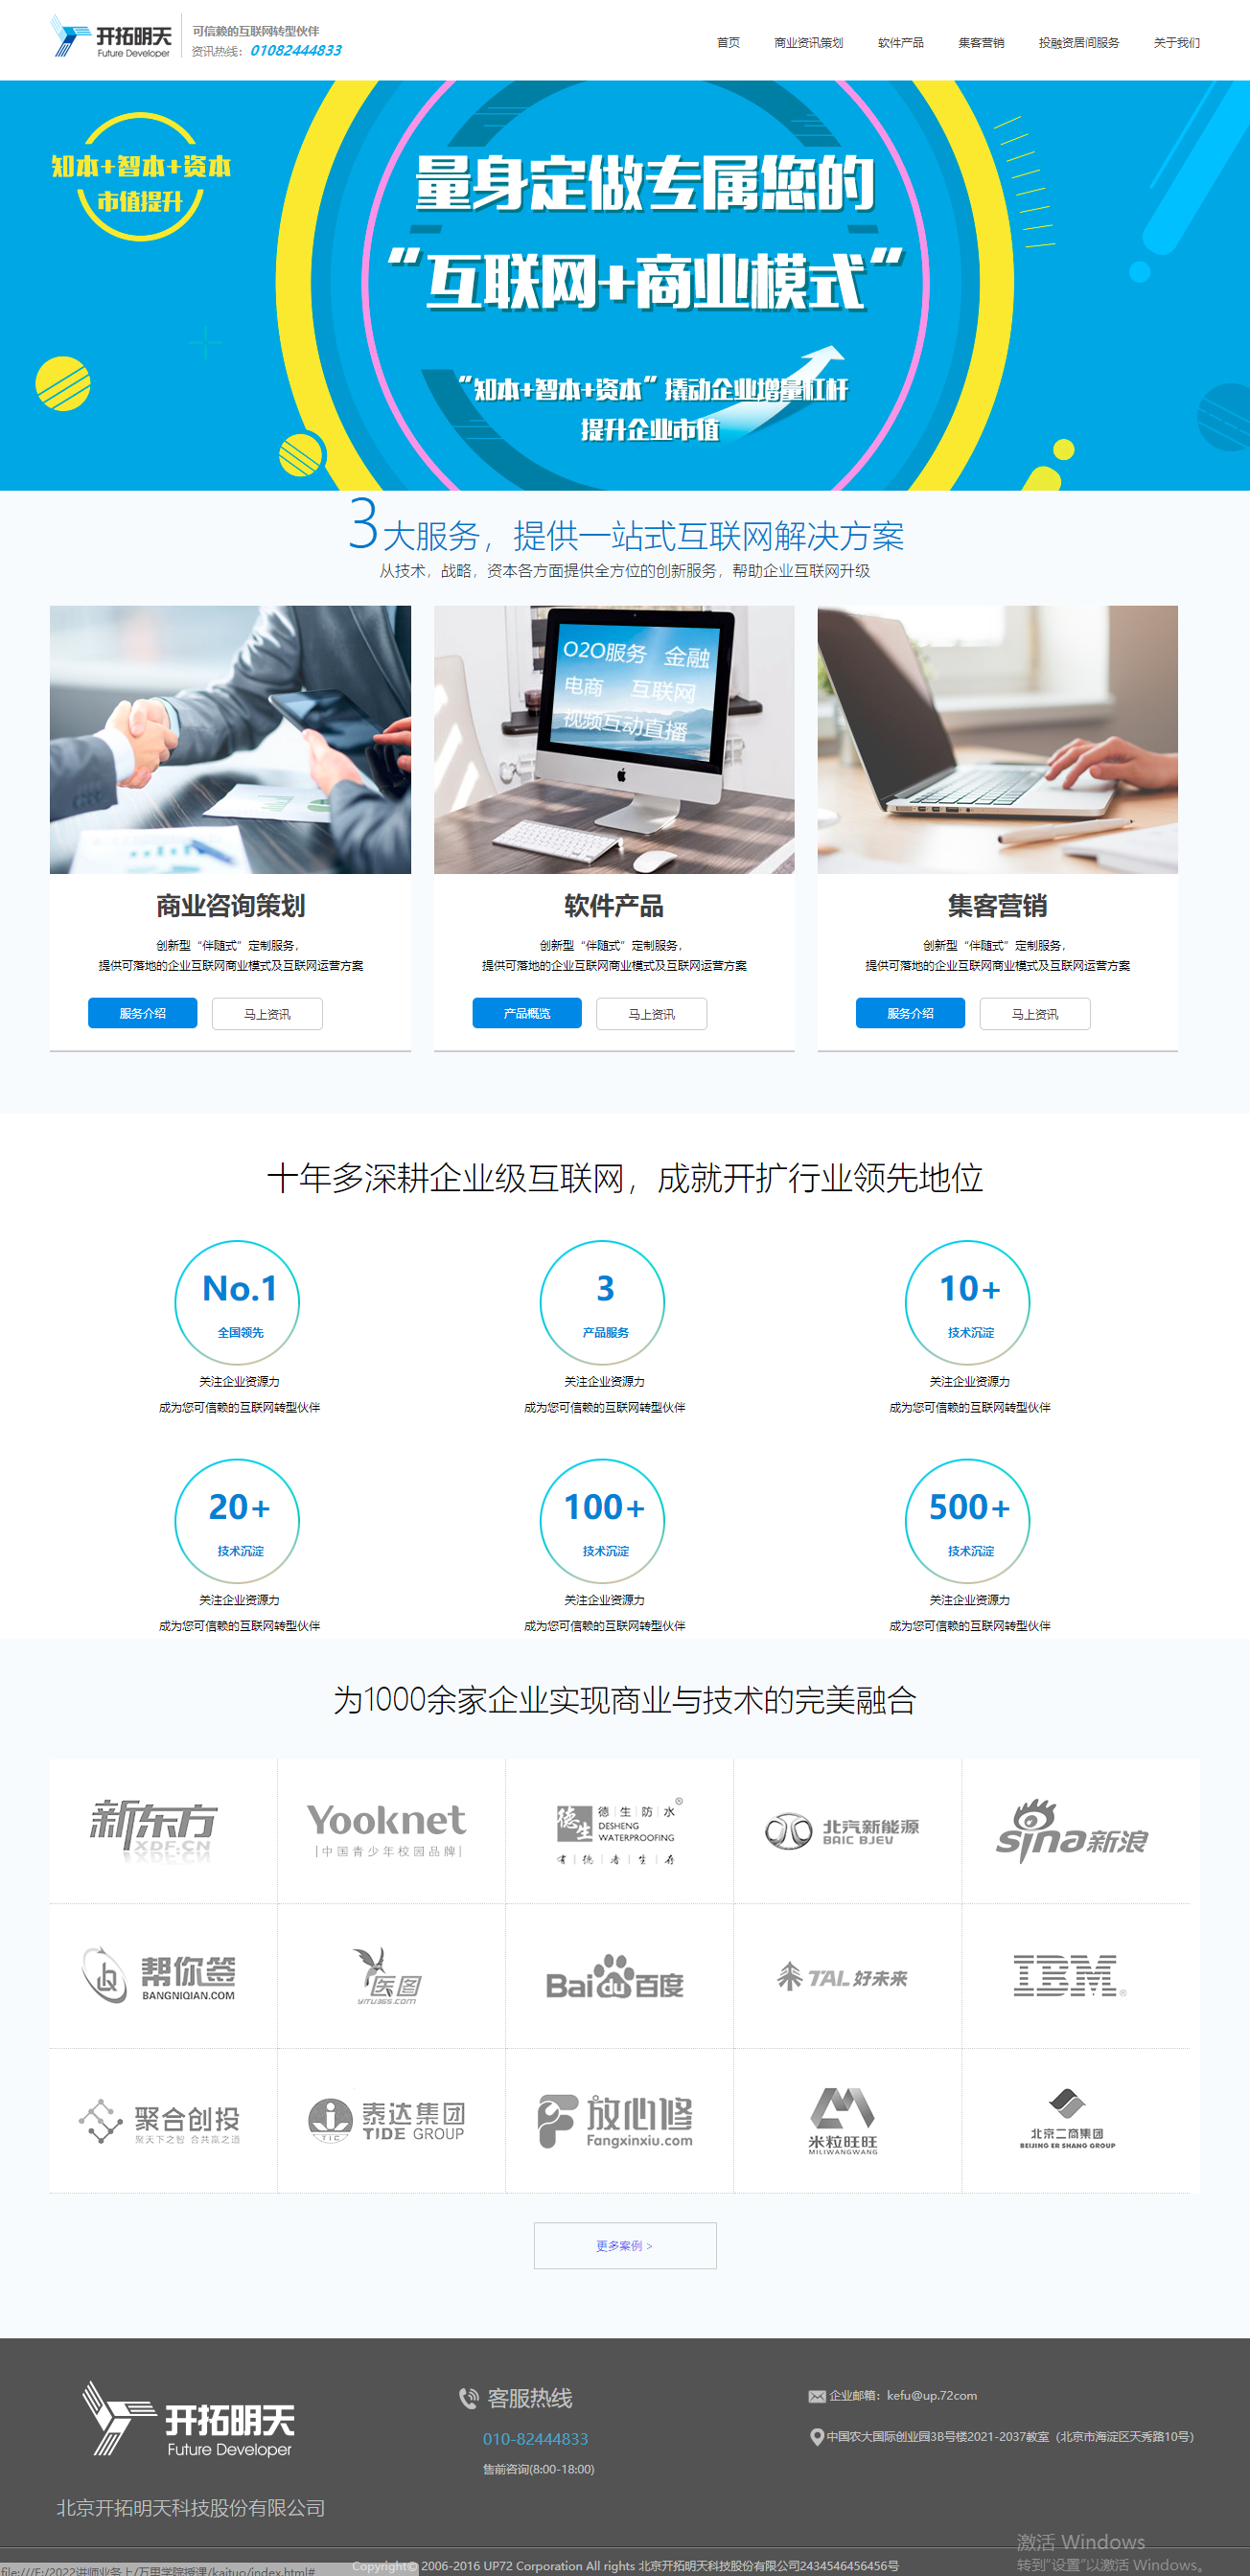 开拓明天
Future Developer
可信赖的互联网转型伙伴
资讯热线：01082444833
首页 商业资讯策划 软件产品 集客营销 投融资居间服务 关于我们
知本+智本+资本
市值提升
量身定做专属您的
“互联网+商业模式”
“知本+智本+资本”撬动企业增量杠杆
提升企业市值
3大服务，提供一站式互联网解决方案
从技术，战略，资本各方面提供全方位的创新服务，帮助企业互联网升级
O2O服务 金融
电商 互联网
视频互动直播
商业咨询策划
创新型“伴随式”定制服务，
提供可落地的企业互联网商业模式及互联网运营方案
服务介绍 马上资讯
软件产品
创新型“伴随式”定制服务，
提供可落地的企业互联网商业模式及互联网运营方案
产品概览 马上资讯
集客营销
创新型“伴随式”定制服务，
提供可落地的企业互联网商业模式及互联网运营方案
服务介绍 马上资讯
十年多深耕企业级互联网，成就开扩行业领先地位
No.1
全国领先
关注企业资源力
成为您可信赖的互联网转型伙伴
3
产品服务
关注企业资源力
成为您可信赖的互联网转型伙伴
10+
技术沉淀
关注企业资源力
成为您可信赖的互联网转型伙伴
20+
技术沉淀
关注企业资源力
成为您可信赖的互联网转型伙伴
100+
技术沉淀
关注企业资源力
成为您可信赖的互联网转型伙伴
500+
技术沉淀
关注企业资源力
成为您可信赖的互联网转型伙伴
为1000余家企业实现商业与技术的完美融合
新东方
XDF.CN
Yooknet
|中国青少年校园品牌|
德生
德|生|防|水®
DESHENG
WATERPROOFING
有|德|者|生|存
北汽新能源
BAIC BJEV
sina新浪
帮你签
BANGNIQIAN.COM
医图
YITU365.COM
Baidu百度
TAL好未来
IBM®
聚合创投
聚天下之智 合共赢之道
TIC
泰达集团
TIDE GROUP
放心修
Fangxinxiu.com
米粒旺旺
MILIWANGWANG
北京二商集团
BEIJING ER SHANG GROUP
更多案例 >
开拓明天
Future Developer
北京开拓明天科技股份有限公司
客服热线
010-82444833
售前咨询(8:00-18:00)
企业邮箱：kefu@up.72com
中国农大国际创业园3B号楼2021-2037教室（北京市海淀区天秀路10号）
激活 Windows
转到“设置”以激活 Windows。
file:///F:/2022讲师业务上/万里学院授课/kaituo/index.html#
Copyright© 2006-2016 UP72 Corporation All rights 北京开拓明天科技股份有限公司2434546456456号